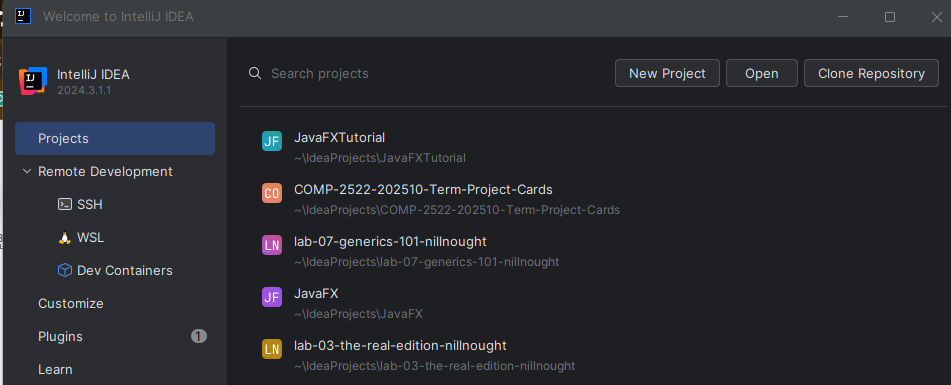 Welcome to IntelliJ IDEA
IntelliJ IDEA
2024.3.1.1
Search projects
New Project
Open
Clone Repository
Projects
Remote Development
SSH
WSL
Dev Containers
Customize
Plugins 1
Learn
JF JavaFXTutorial
~\IdeaProjects\JavaFXTutorial
CO COMP-2522-202510-Term-Project-Cards
~\IdeaProjects\COMP-2522-202510-Term-Project-Cards
LN lab-07-generics-101-nillnought
~\IdeaProjects\lab-07-generics-101-nillnought
JF JavaFX
~\IdeaProjects\JavaFX
LN lab-03-the-real-edition-nillnought
~\IdeaProjects\lab-03-the-real-edition-nillnought